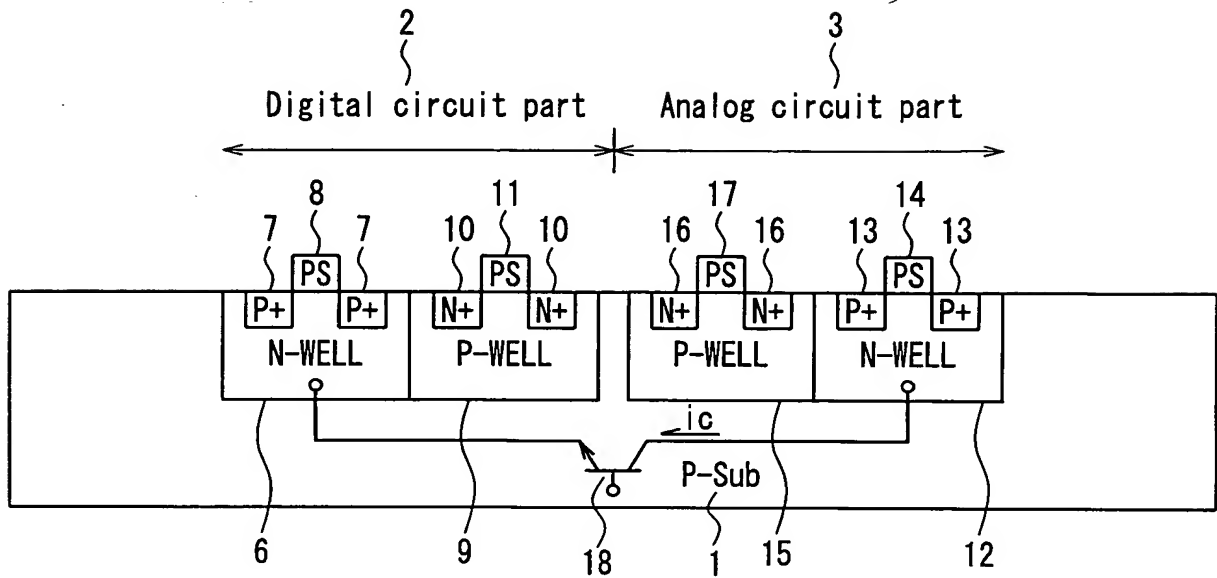 2 3
Digital circuit part Analog circuit part
8 11 17 14
7 7 10 10 16 16 13 13
PS PS PS PS
P+ P+ N+ N+ N+ N+ P+ P+
N-WELL P-WELL P-WELL N-WELL
ic
P-Sub
6 9 18 1 15 12